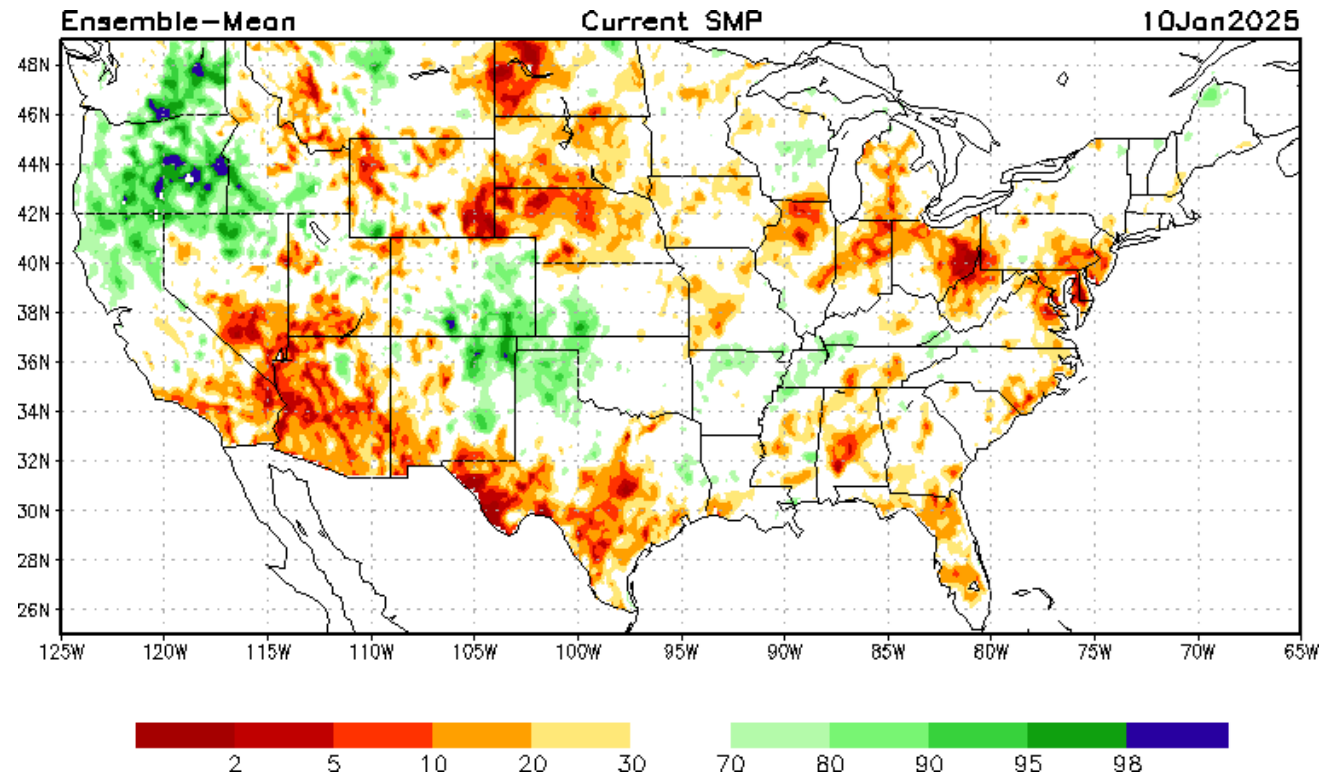 Ensemble-Mean Current SMP 10Jan2025
48N
46N
44N
42N
40N
38N
36N
34N
32N
30N
28N
26N
125W 120W 115W 110W 105W 100W 95W 90W 85W 80W 75W 70W 65W
2 5 10 20 30 70 80 90 95 98